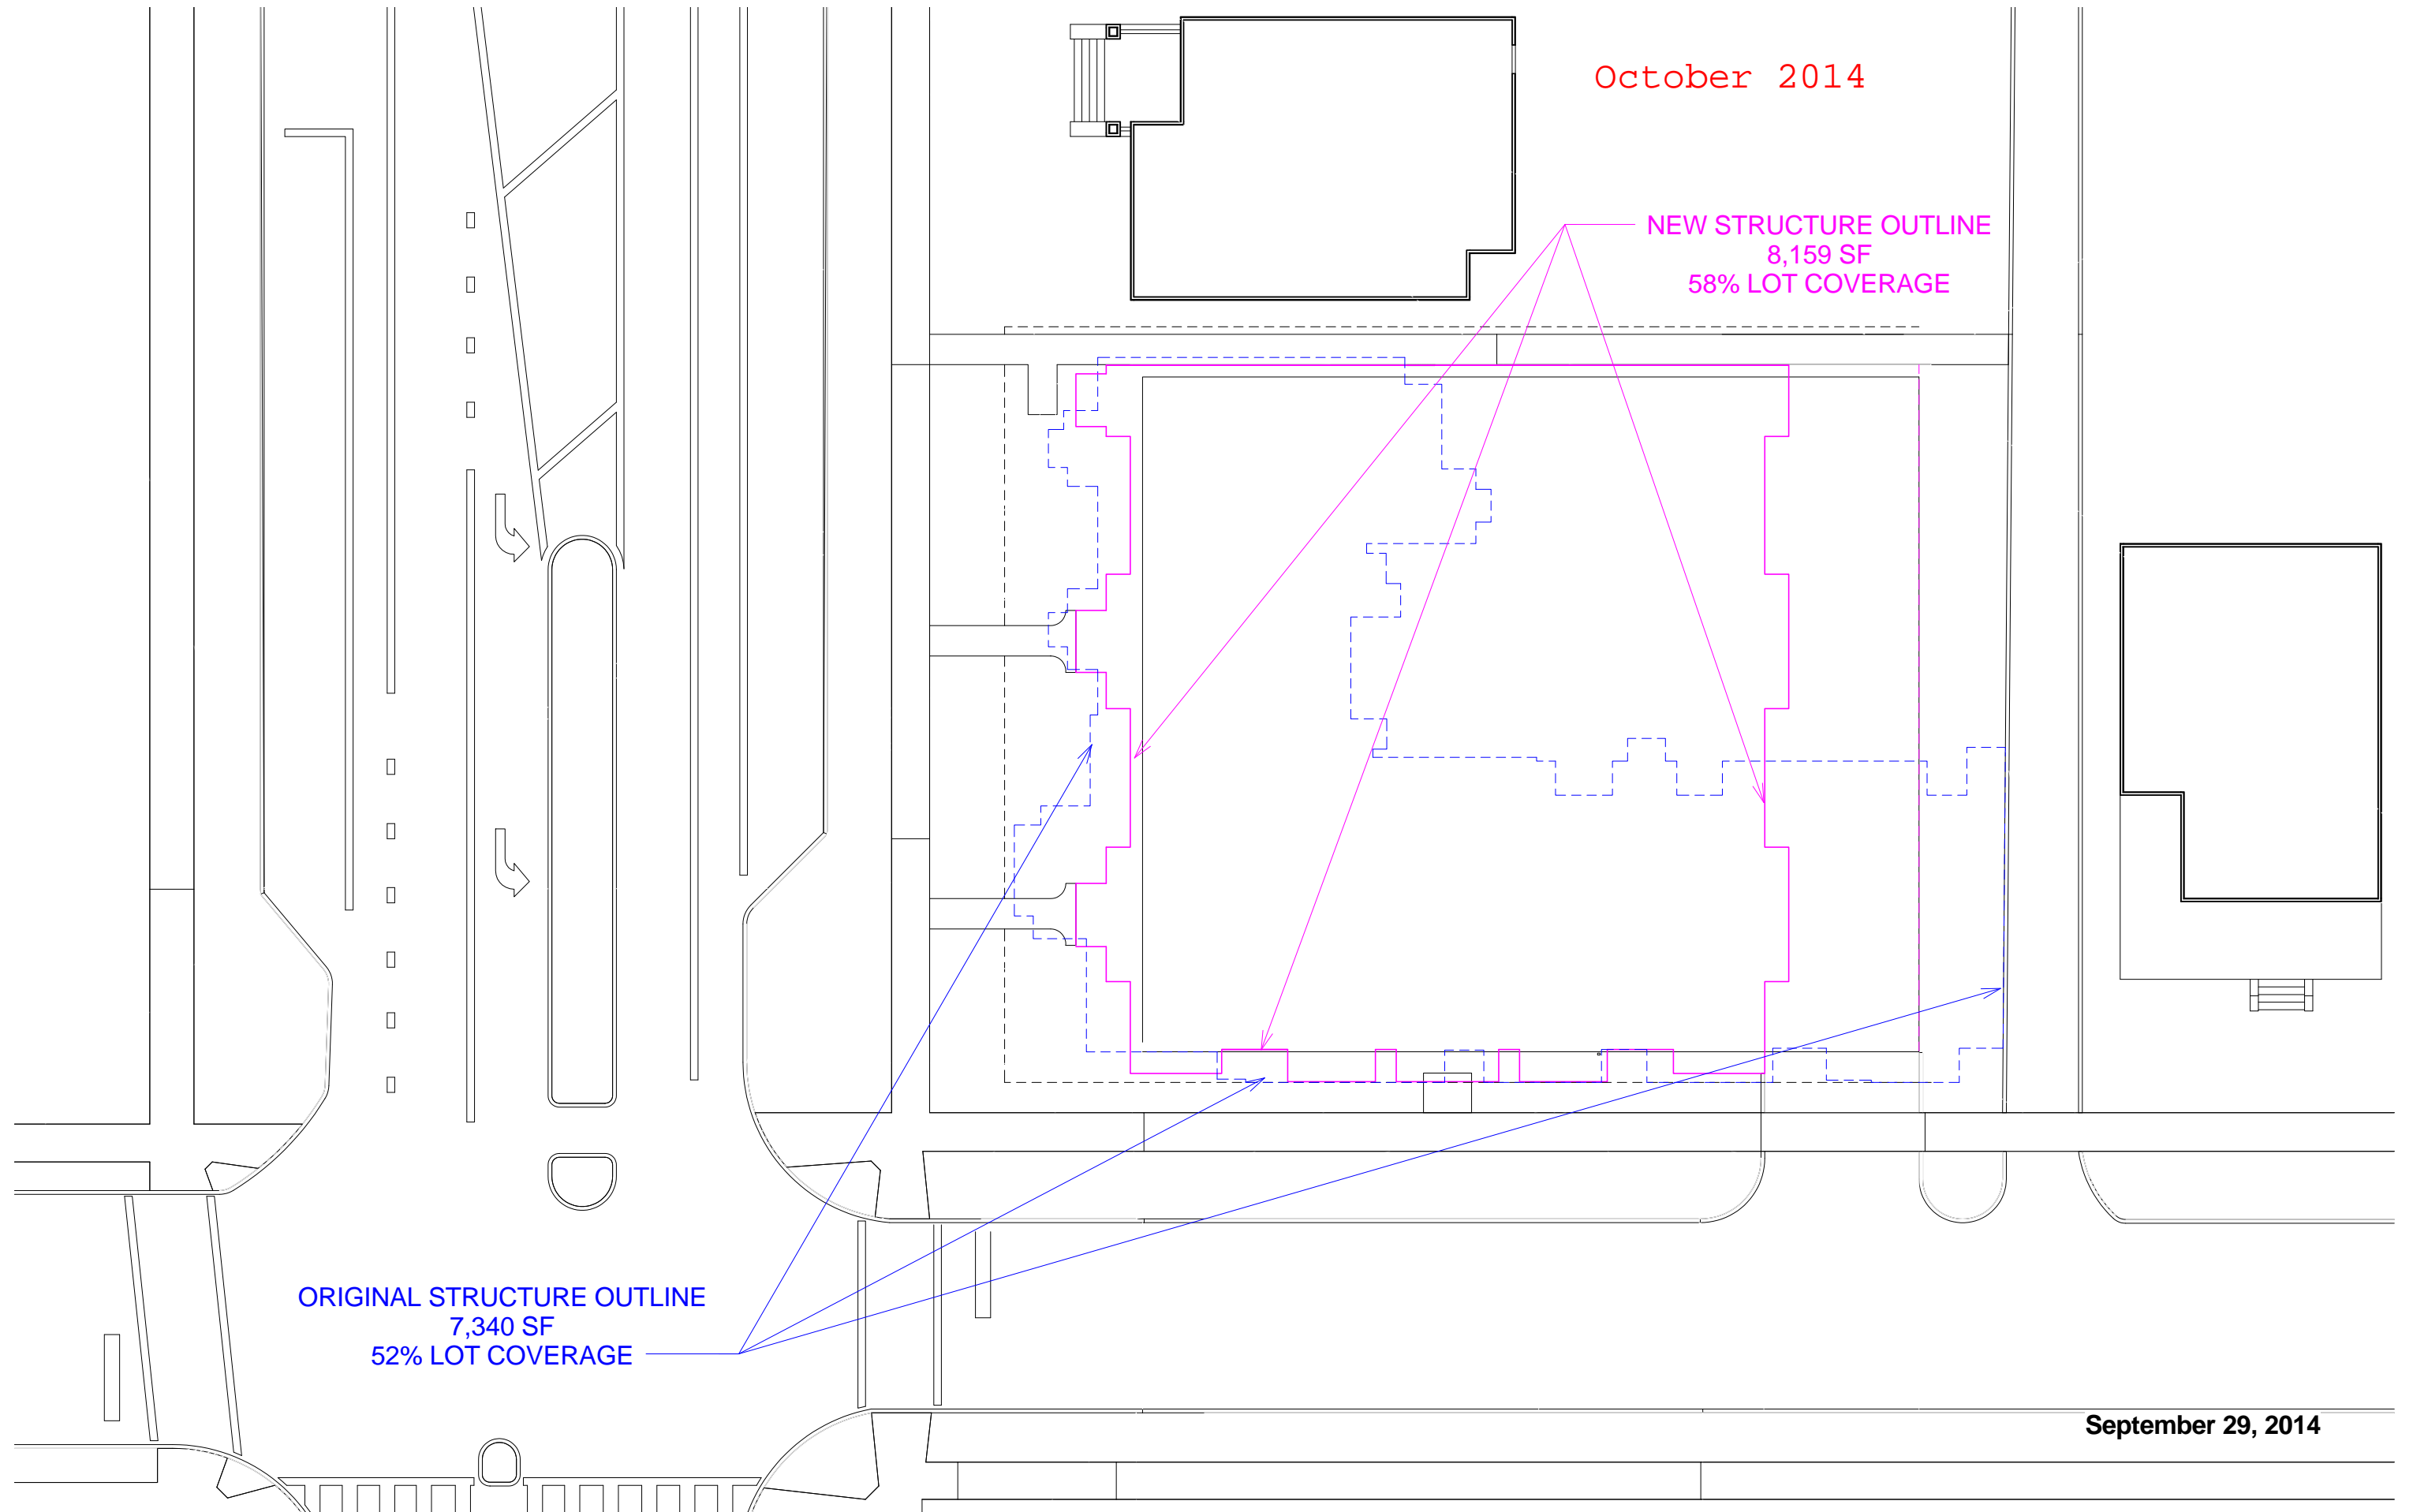 October 2014
NEW STRUCTURE OUTLINE
8,159 SF
58% LOT COVERAGE
ORIGINAL STRUCTURE OUTLINE
7,340 SF
52% LOT COVERAGE
September 29, 2014